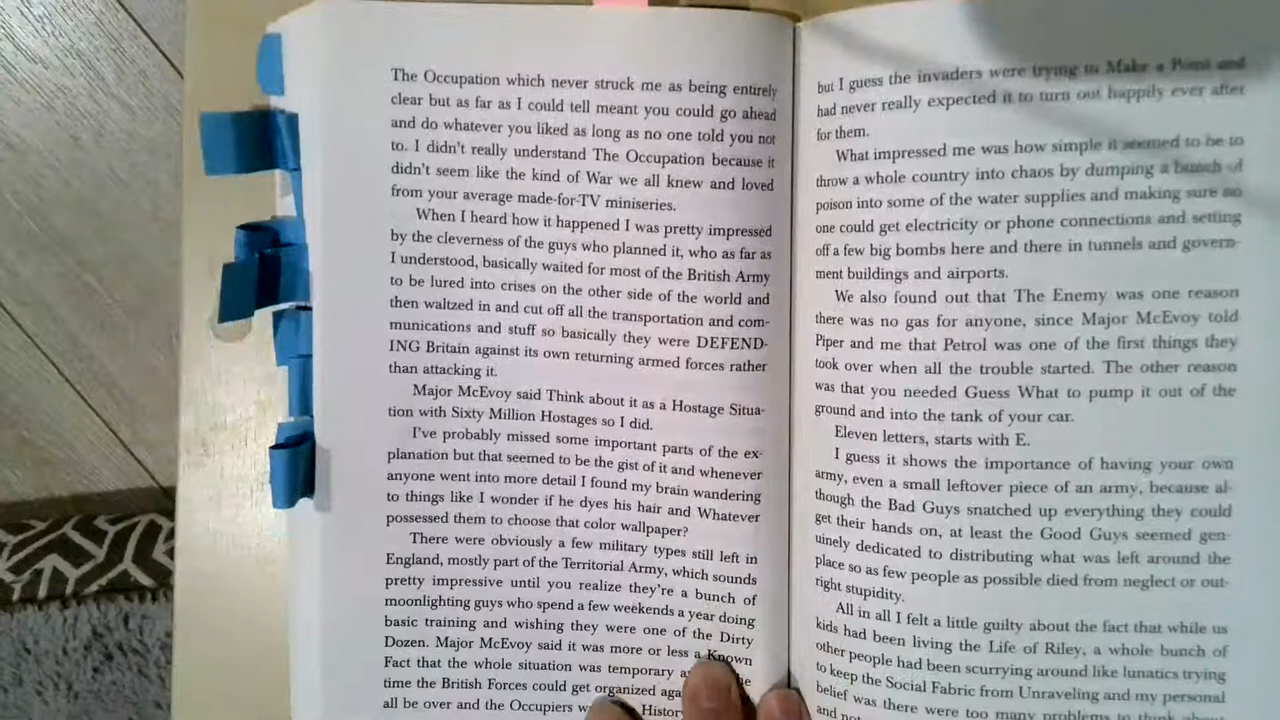 The Occupation which never struck me as being entirely
clear but as far as I could tell meant you could go ahead
and do whatever you liked as long as no one told you not
to. I didn't really understand The Occupation because it
didn't seem like the kind of War we all knew and loved
from your average made-for-TV miniseries.
When I heard how it happened I was pretty impressed
by the cleverness of the guys who planned it, who as far as
I understood, basically waited for most of the British Army
to be lured into crises on the other side of the world and
then waltzed in and cut off all the transportation and com-
munications and stuff so basically they were DEFEND-
ING Britain against its own returning armed forces rather
than attacking it.
Major McEvoy said Think about it as a Hostage Situa-
tion with Sixty Million Hostages so I did.
I've probably missed some important parts of the ex-
planation but that seemed to be the gist of it and whenever
anyone went into more detail I found my brain wandering
to things like I wonder if he dyes his hair and Whatever
possessed them to choose that color wallpaper?
There were obviously a few military types still left in
England, mostly part of the Territorial Army, which sounds
pretty impressive until you realize they're a bunch of
moonlighting guys who spend a few weekends a year doing
basic training and wishing they were one of the Dirty
Dozen. Major McEvoy said it was more or less a Known
Fact that the whole situation was temporary
time the British Forces could get organized
all be over and the Occupiers History
but I guess the invaders were trying to Make a Point and
had never really expected it to turn out happily ever after
for them.
What impressed me was how simple it seemed to be to
throw a whole country into chaos by dumping a bunch of
poison into some of the water supplies and making sure no
one could get electricity or phone connections and setting
off a few big bombs here and there in tunnels and govern-
ment buildings and airports.
We also found out that The Enemy was one reason
there was no gas for anyone, since Major McEvoy told
Piper and me that Petrol was one of the first things they
took over when all the trouble started. The other reason
was that you needed Guess What to pump it out of the
ground and into the tank of your car.
Eleven letters, starts with E.
I guess it shows the importance of having your own
army, even a small leftover piece of an army, because al-
though the Bad Guys snatched up everything they could
get their hands on, at least the Good Guys seemed gen-
uinely dedicated to distributing what was left around the
place so as few people as possible died from neglect or out-
right stupidity.
All in all I felt a little guilty about the fact that while us
kids had been living the Life of Riley, a whole bunch of
other people had been scurrying around like lunatics trying
to keep the Social Fabric from Unraveling and my personal
belief was there were too many problems to think
and